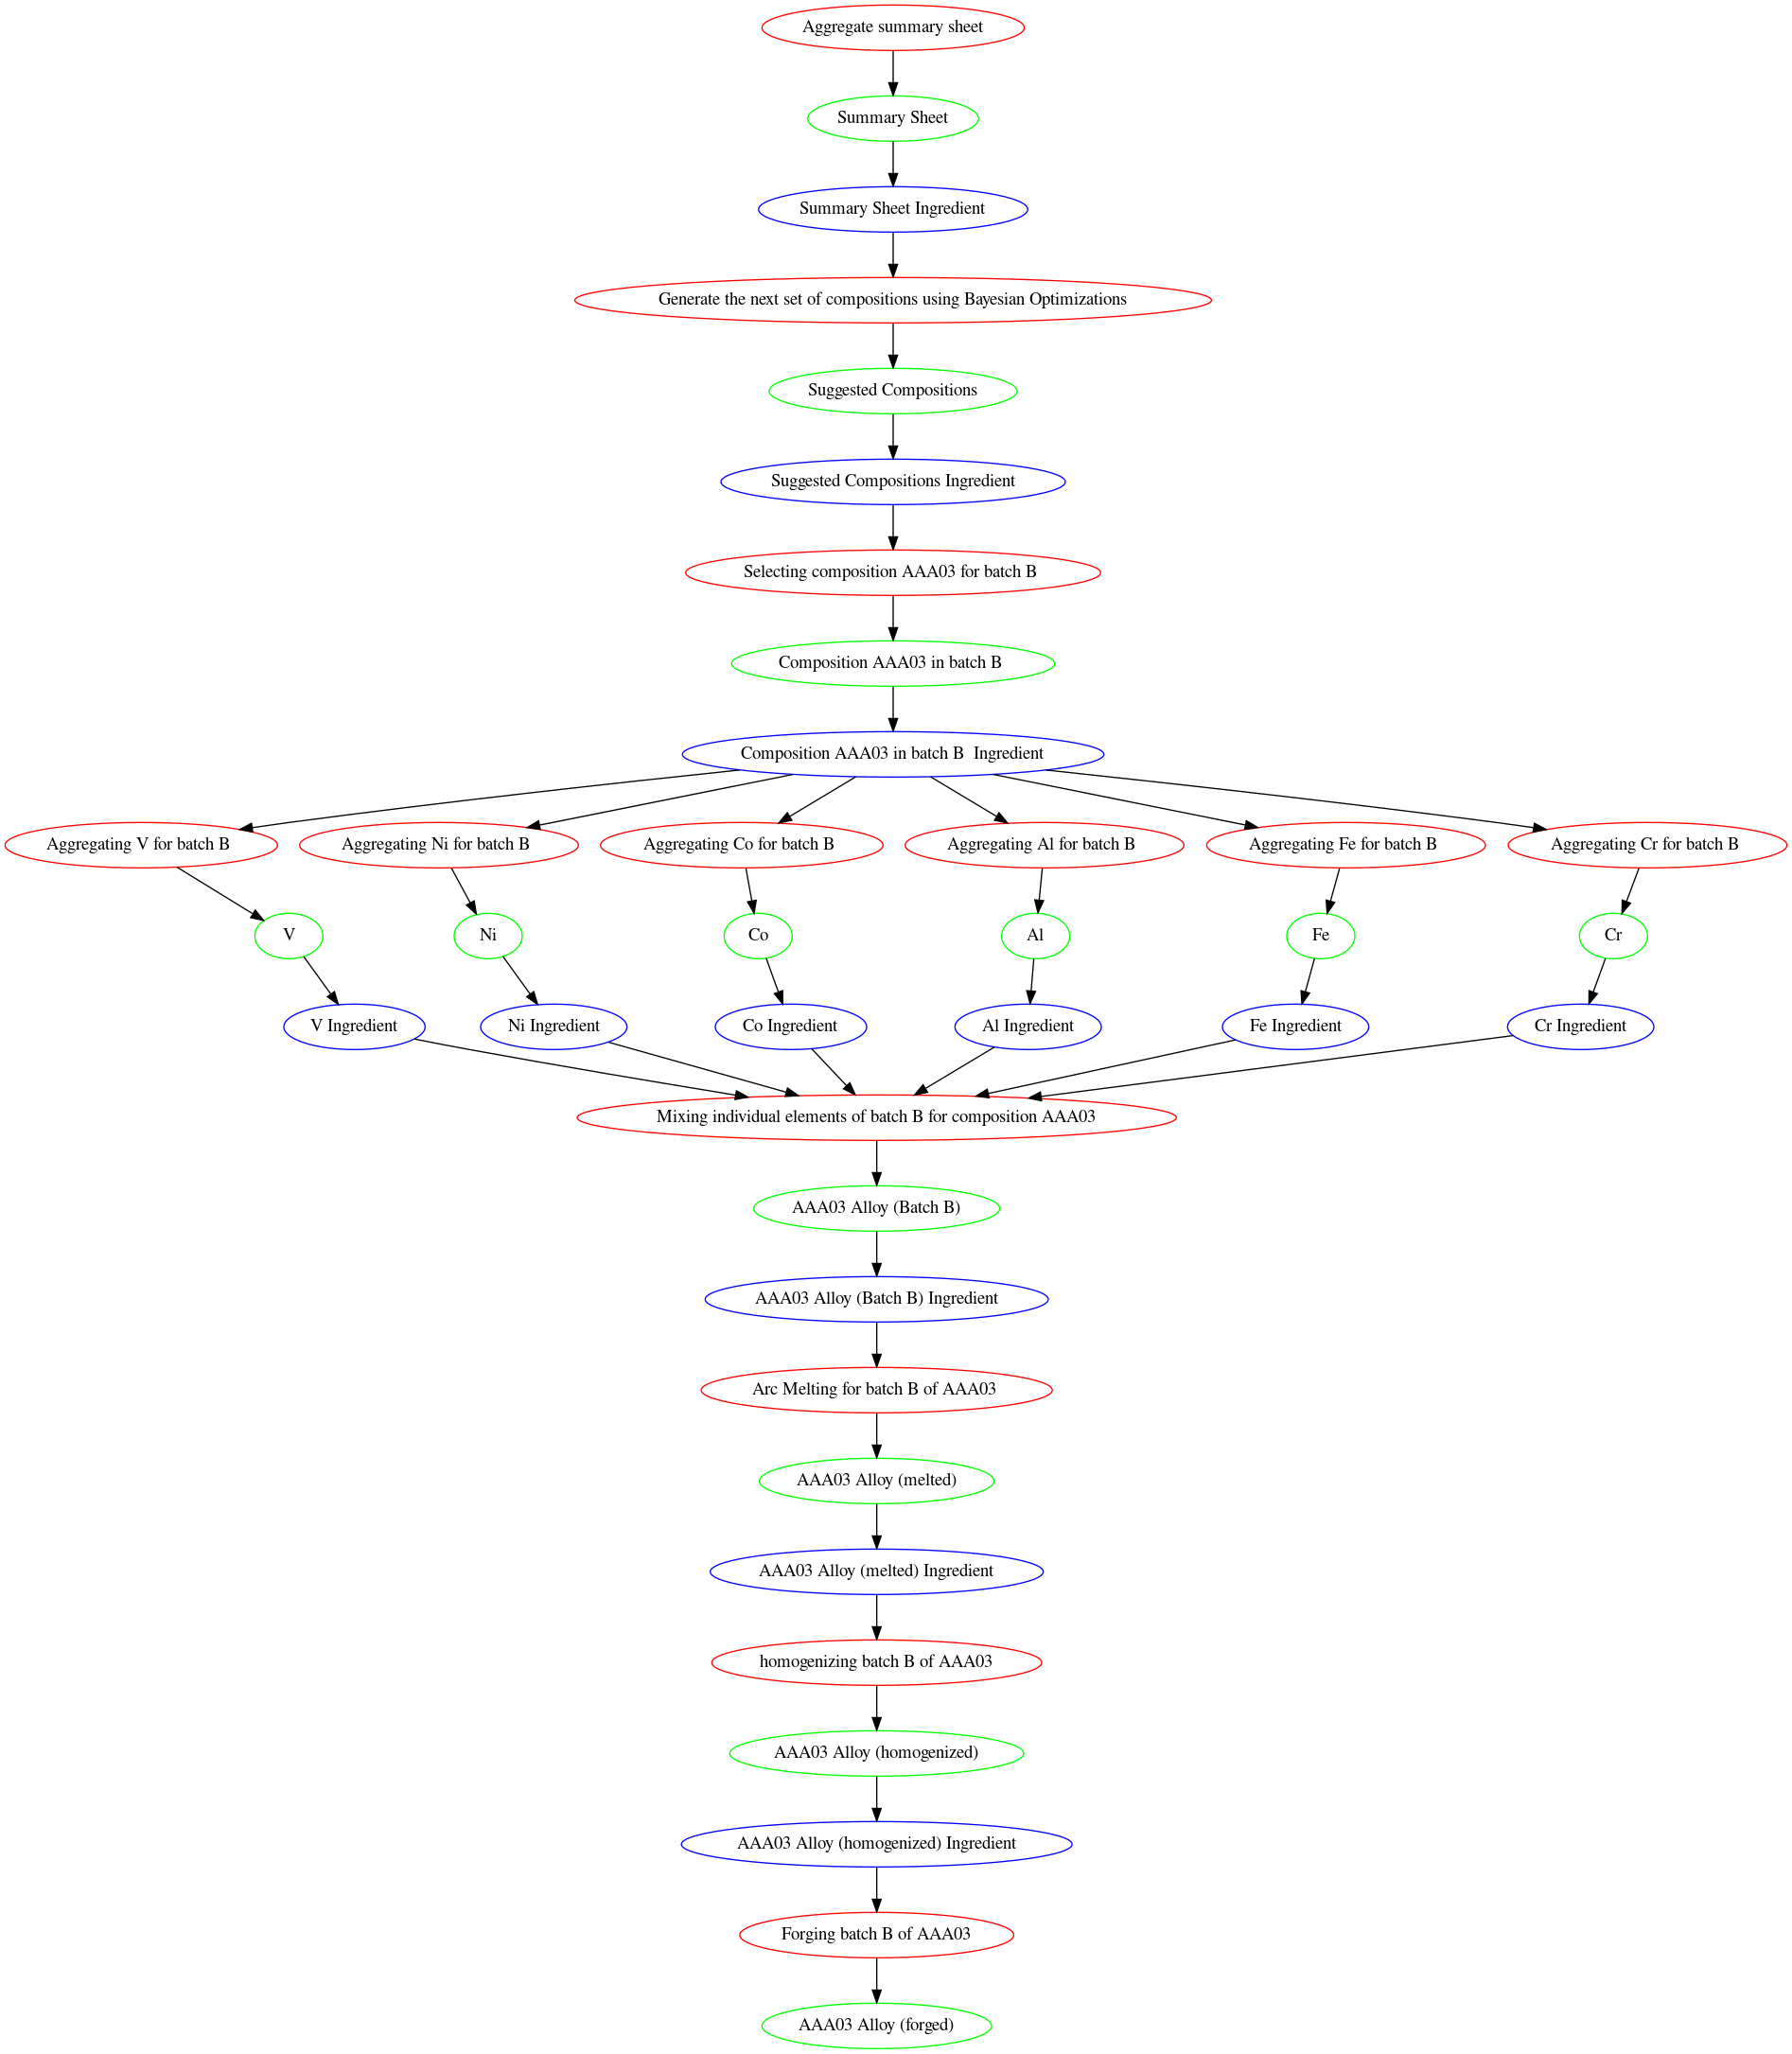 Aggregate summary sheet
Summary Sheet
Summary Sheet Ingredient
Generate the next set of compositions using Bayesian Optimizations
Suggested Compositions
Suggested Compositions Ingredient
Selecting composition AAA03 for batch B
Composition AAA03 in batch B
Composition AAA03 in batch B  Ingredient
Aggregating V for batch B
Aggregating Ni for batch B
Aggregating Co for batch B
Aggregating Al for batch B
Aggregating Fe for batch B
Aggregating Cr for batch B
V
Ni
Co
Al
Fe
Cr
V Ingredient
Ni Ingredient
Co Ingredient
Al Ingredient
Fe Ingredient
Cr Ingredient
Mixing individual elements of batch B for composition AAA03
AAA03 Alloy (Batch B)
AAA03 Alloy (Batch B) Ingredient
Arc Melting for batch B of AAA03
AAA03 Alloy (melted)
AAA03 Alloy (melted) Ingredient
homogenizing batch B of AAA03
AAA03 Alloy (homogenized)
AAA03 Alloy (homogenized) Ingredient
Forging batch B of AAA03
AAA03 Alloy (forged)